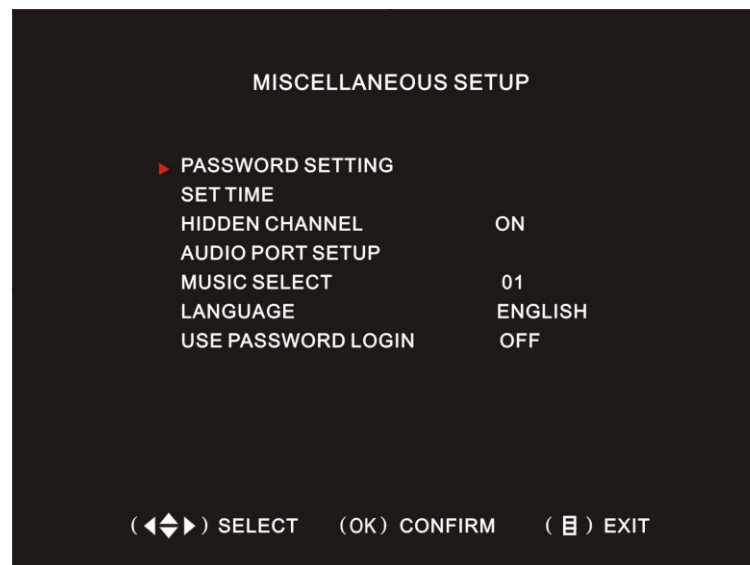 MISCELLANEOUS SETUP
PASSWORD SETTING
SET TIME
HIDDEN CHANNEL ON
AUDIO PORT SETUP
MUSIC SELECT 01
LANGUAGE ENGLISH
USE PASSWORD LOGIN OFF
(◀◆▶) SELECT (OK) CONFIRM (目) EXIT